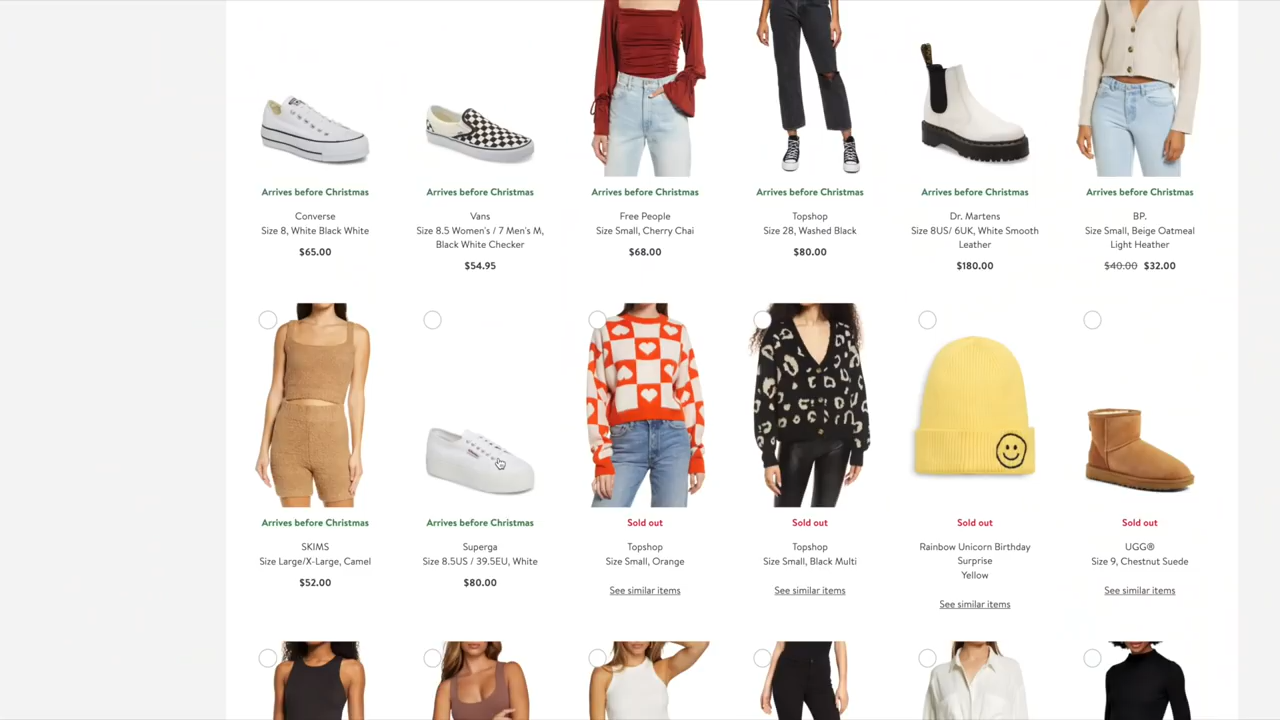 Arrives before Christmas
Converse
Size 8, White Black White
$65.00
Arrives before Christmas
Vans
Size 8.5 Women's / 7 Men's M,
Black White Checker
$54.95
Arrives before Christmas
Free People
Size Small, Cherry Chai
$68.00
Arrives before Christmas
Topshop
Size 28, Washed Black
$80.00
Arrives before Christmas
Dr. Martens
Size 8US/ 6UK, White Smooth
Leather
$180.00
Arrives before Christmas
BP.
Size Small, Beige Oatmeal
Light Heather
$40.00 $32.00
Arrives before Christmas
SKIMS
Size Large/X-Large, Camel
$52.00
Arrives before Christmas
Superga
Size 8.5US / 39.5EU, White
$80.00
Sold out
Topshop
Size Small, Orange
See similar items
Sold out
Topshop
Size Small, Black Multi
See similar items
Sold out
Rainbow Unicorn Birthday
Surprise
Yellow
See similar items
Sold out
UGG®
Size 9, Chestnut Suede
See similar items